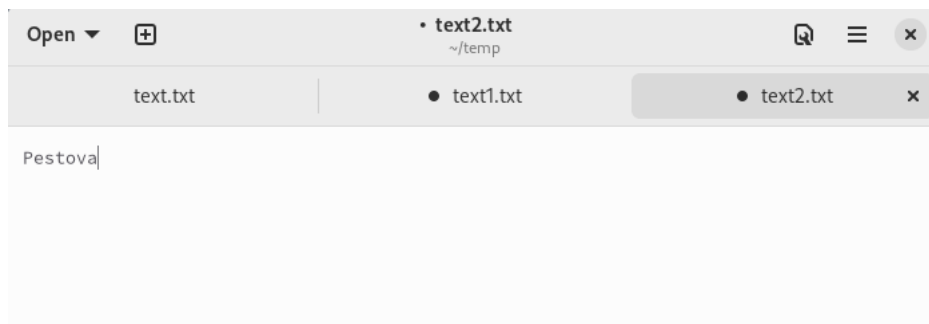 Open
• text2.txt
~/temp
text.txt
● text1.txt
● text2.txt
Pestova